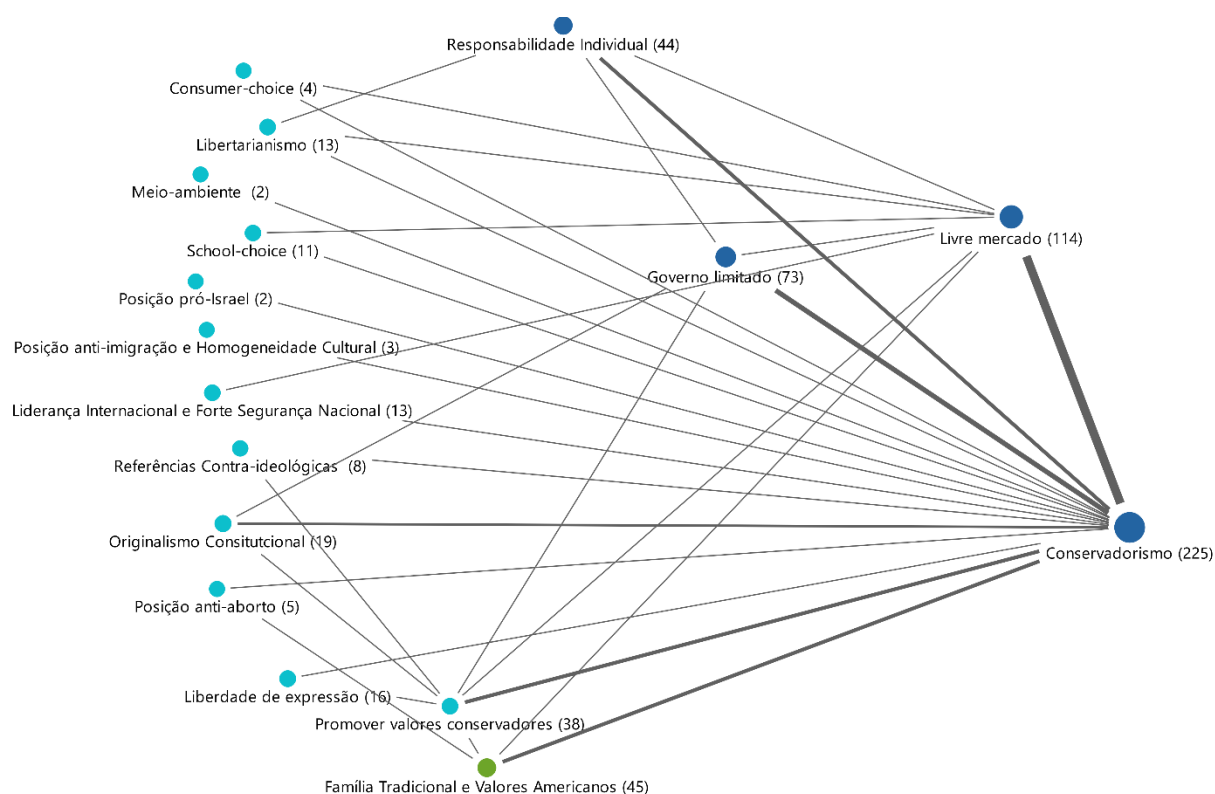 Responsabilidade Individual (44)
Consumer-choice (4)
Libertarianismo (13)
Meio-ambiente (2)
School-choice (11)
Livre mercado (114)
Governo limitado (73)
Posição pró-Israel (2)
Posição anti-imigração e Homogeneidade Cultural (3)
Liderança Internacional e Forte Segurança Nacional (13)
Referências Contra-ideológicas (8)
Originalismo Consitutcional (19)
Conservadorismo (225)
Posição anti-aborto (5)
Liberdade de expressão (16)
Promover valores conservadores (38)
Família Tradicional e Valores Americanos (45)